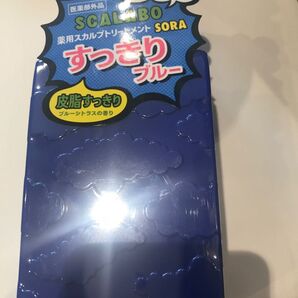 医薬部外品
SCALABO
薬用スカルプトリートメント SORA
すっきり
ブルー
皮脂すっきり
ブルーシトラスの香り